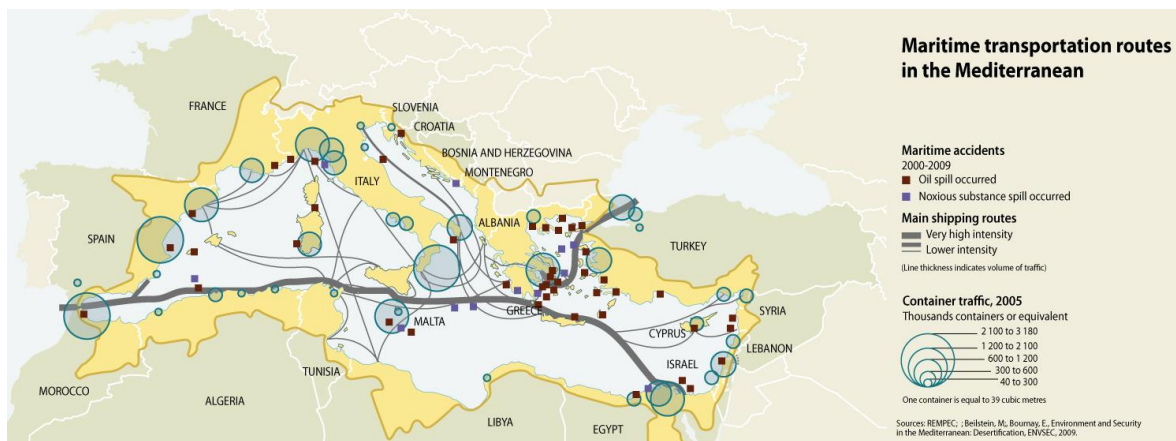 Maritime transportation routes
in the Mediterranean
FRANCE
SLOVENIA
CROATIA
BOSNIA AND HERZEGOVINA
MONTENEGRO
ITALY
ALBANIA
SPAIN
TURKEY
GREECE
MALTA
CYPRUS
SYRIA
LEBANON
ISRAEL
TUNISIA
MOROCCO
ALGERIA
LIBYA
EGYPT
Maritime accidents
2000-2009
Oil spill occurred
Noxious substance spill occurred
Main shipping routes
Very high intensity
Lower intensity
(Line thickness indicates volume of traffic)
Container traffic, 2005
Thousands containers or equivalent
2 100 to 3 180
1 200 to 2 100
600 to 1 200
300 to 600
40 to 300
One container is equal to 39 cubic metres
Sources: REMPEC, ; Beilstein, M;, Bournay, E., Environment and Security
in the Mediterranean: Desertification, ENVSEC, 2009.